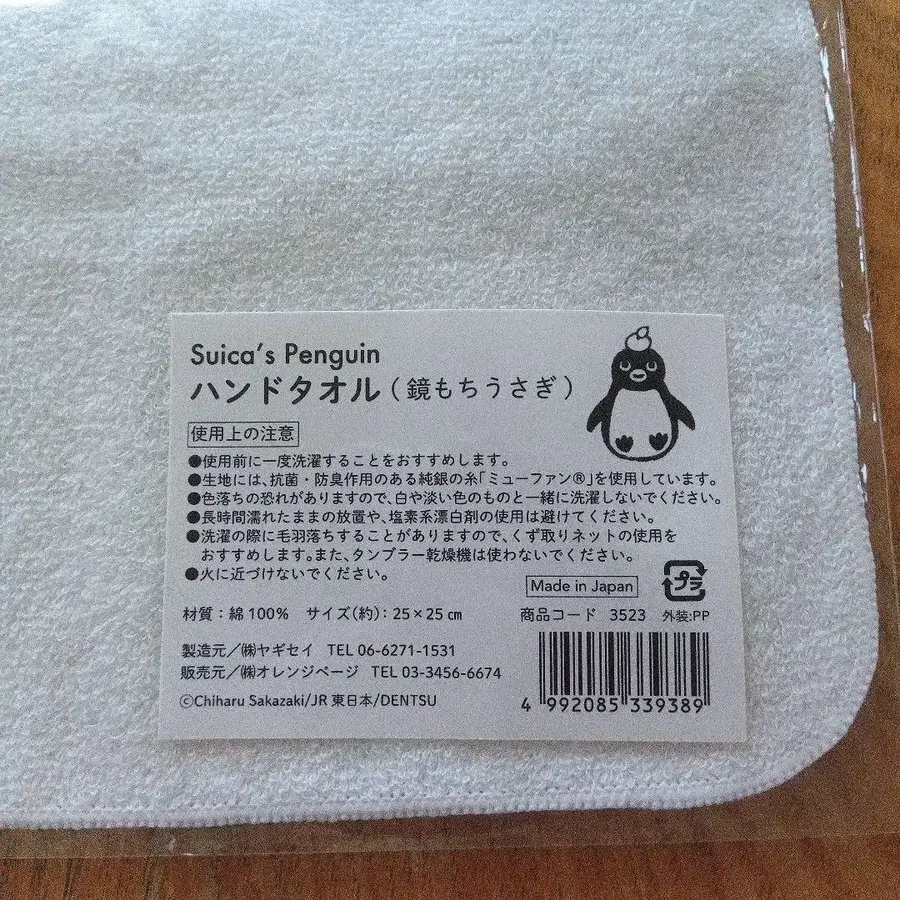 Suica's Penguin
ハンドタオル(鏡もちうさぎ)
使用上の注意
●使用前に一度洗濯することをおすすめします。
●生地には、抗菌・防臭作用のある純銀の糸「ミューファン®」を使用しています。
●色落ちの恐れがありますので、白や淡い色のものと一緒に洗濯しないでください。
●長時間濡れたままの放置や、塩素系漂白剤の使用は避けてください。
●洗濯の際に毛羽落ちすることがありますので、くず取りネットの使用を
おすすめします。また、タンブラー乾燥機は使わないでください。
●火に近づけないでください。
Made in Japan
プラ
材質:綿100% サイズ(約):25×25㎝
商品コード 3523 外装:PP
製造元/㈱ヤギセイ TEL 06-6271-1531
販売元/㈱オレンジページ TEL 03-3456-6674
©Chiharu Sakazaki/JR東日本/DENTSU
4 992085 339389